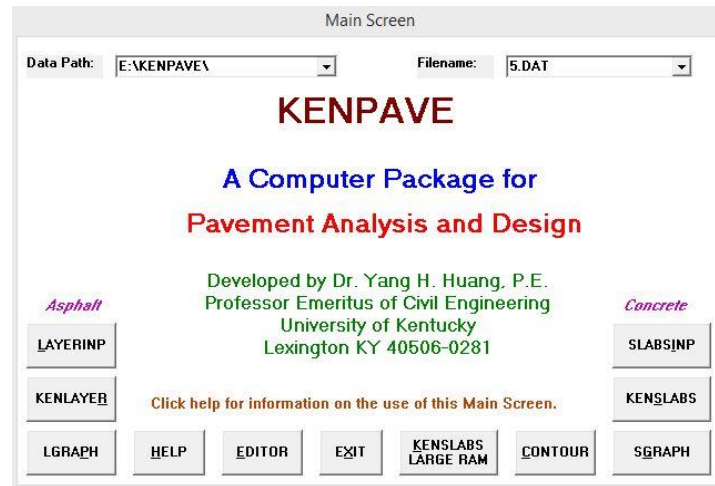 Main Screen
Data Path: E:\KENPAVE\ Filename: 5.DAT
KENPAVE
A Computer Package for
Pavement Analysis and Design
Developed by Dr. Yang H. Huang, P.E.
Professor Emeritus of Civil Engineering
University of Kentucky
Lexington KY 40506-0281
Asphalt
Concrete
LAYERINP
SLABSINP
KENLAYER
Click help for information on the use of this Main Screen.
KENSLABS
LGRAPH
HELP
EDITOR
EXIT
KENSLABS
LARGE RAM
CONTOUR
SGRAPH